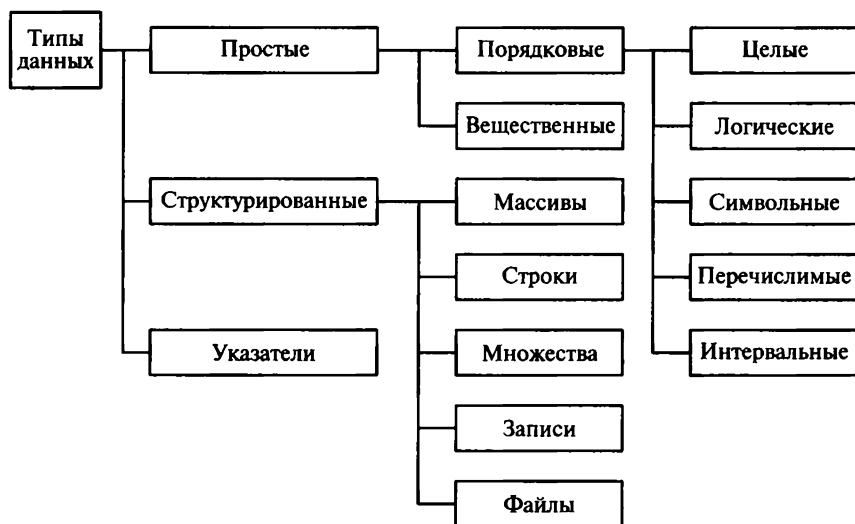 Типы
данных
Простые
Порядковые
Целые
Вещественные
Логические
Структурированные
Массивы
Символьные
Строки
Перечислимые
Указатели
Множества
Интервальные
Записи
Файлы